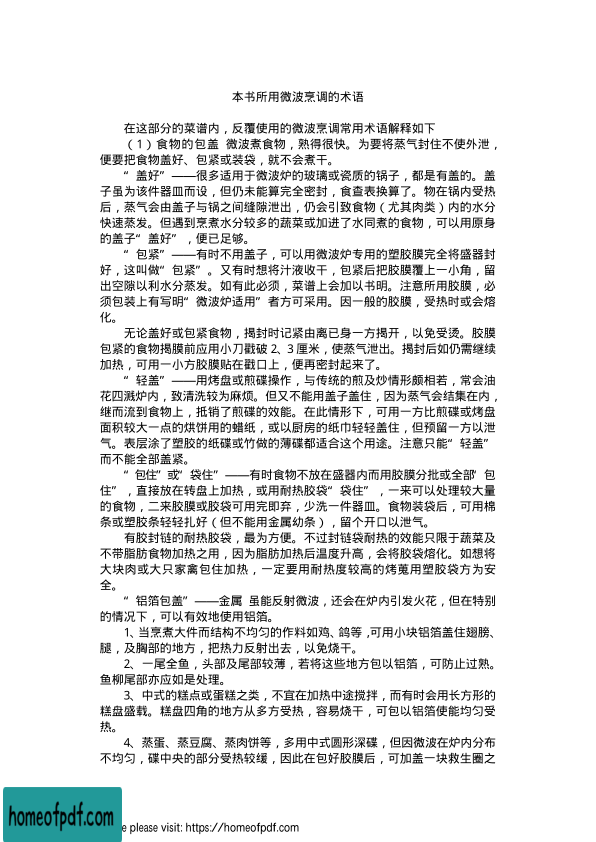 本书所用微波烹调的术语
在这部分的菜谱内，反覆使用的微波烹调常用术语解释如下
（1）食物的包盖 微波煮食物，熟得很快。为要将蒸气封住不使外泄，
便要把食物盖好、包紧或装袋，就不会煮干。
“盖好”——很多适用于微波炉的玻璃或瓷质的锅子，都是有盖的。盖
子虽为该件器皿而设，但仍未能算完全密封，食查表换算了。物在锅内受热
后，蒸气会由盖子与锅之间缝隙泄出，仍会引致食物（尤其肉类）内的水分
快速蒸发。但遇到烹煮水分较多的蔬菜或加进了水同煮的食物，可以用原身
的盖子“盖好”，便已足够。
“包紧”——有时不用盖子，可以用微波炉专用的塑胶膜完全将盛器封
好，这叫做“包紧”。又有时想将汁液收干，包紧后把胶膜覆上一小角，留
出空隙以利水分蒸发。如有此必须，菜谱上会加以书明。注意所用胶膜，必
须包装上有写明“微波炉适用”者方可采用。因一般的胶膜，受热时或会熔
化。
无论盖好或包紧食物，揭封时记紧由离已身一方揭开，以免受烫。胶膜
包紧的食物揭膜前应用小刀戳破 2、3 厘米，使蒸气泄出。揭封后如仍需继续
加热，可用一小方胶膜贴在戳口上，便再密封起来了。
“轻盖”——用烤盘或煎碟操作，与传统的煎及炒情形颇相若，常会油
花四溅炉内，致清洗较为麻烦。但又不能用盖子盖住，因为蒸气会结集在内，
继而流到食物上，抵销了煎碟的效能。在此情形下，可用一方比煎碟或烤盘
面积较大一点的烘饼用的蜡纸，或以厨房的纸巾轻轻盖住，但预留一方以泄
气。表层涂了塑胶的纸碟或竹做的薄碟都适合这个用途。注意只能“轻盖”
而不能全部盖紧。
“包住”或“袋住”——有时食物不放在盛器内而用胶膜分批或全部“包
住”，直接放在转盘上加热，或用耐热胶袋“袋住”，一来可以处理较大量
的食物，二来胶膜或胶袋可用完即弃，少洗一件器皿。食物装袋后，可用棉
条或塑胶条轻轻扎好（但不能用金属幼条），留个开口以泄气。
有胶封链的耐热胶袋，最为方便。不过封链袋耐热的效能只限于蔬菜及
不带脂肪食物加热之用，因为脂肪加热后温度升高，会将胶袋熔化。如想将
大块肉或大只家禽包住加热，一定要用耐热度较高的烤蒐用塑胶袋方为安
全。
“铝箔包盖”——金属 虽能反射微波，还会在炉内引发火花，但在特别
的情况下，可以有效地使用铝箔。
1、当烹煮大件而结构不均匀的作料如鸡、鸽等，可用小块铝箔盖住翅膀、
腿，及胸部的地方，把热力反射出去，以免烧干。
2、一尾全鱼，头部及尾部较薄，若将这些地方包以铝箔，可防止过熟。
鱼柳尾部亦应如是处理。
3、中式的糕点或蛋糕之类，不宜在加热中途搅拌，而有时会用长方形的
糕盘盛载。糕盘四角的地方从多方受热，容易烧干，可包以铝箔使能均匀受
热。
4、蒸蛋、蒸豆腐、蒸肉饼等，多用中式圆形深碟，但因微波在炉内分布
不均匀，碟中央的部分受热较缓，因此在包好胶膜后，可加盖一块救生圈之
homeofpdf.com
e please visit: https://homeofpdf.com